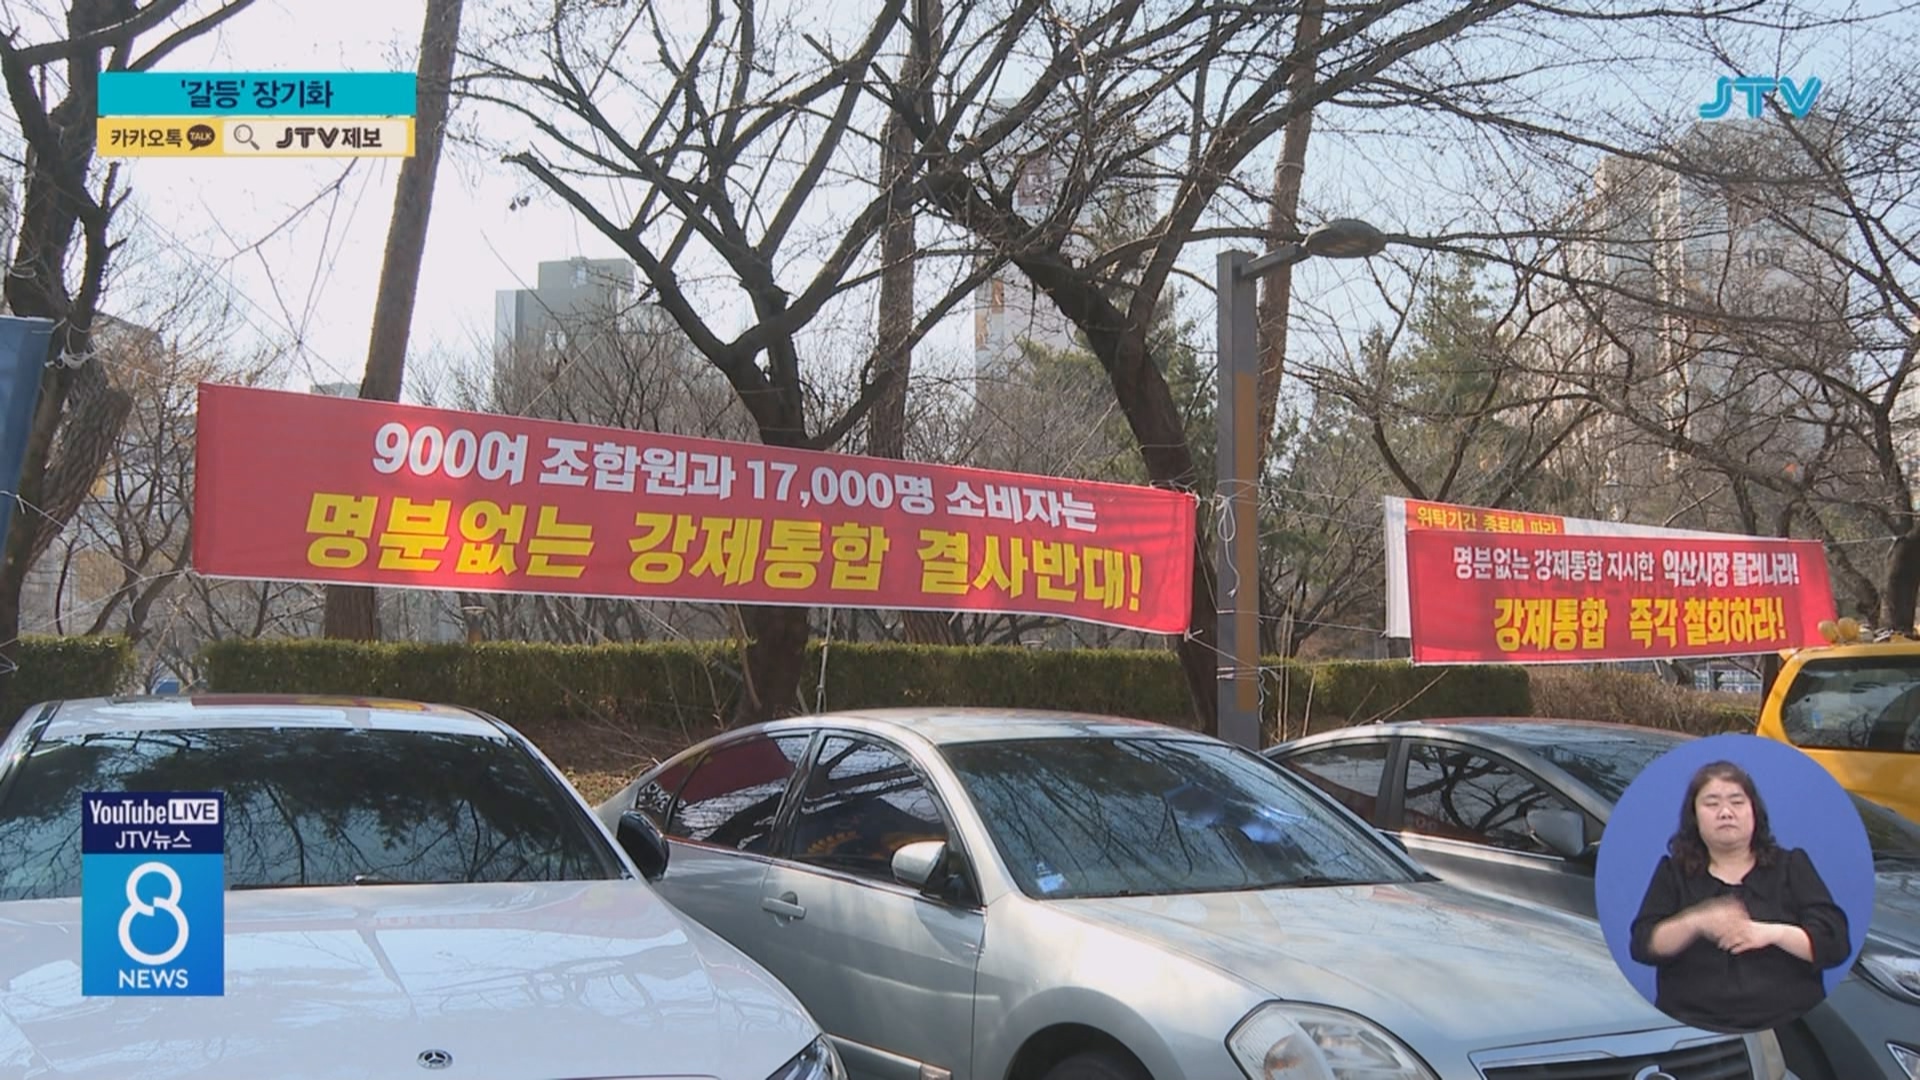 '갈등' 장기화
카카오톡 TALK JTV 제보
JTV
900여 조합원과 17,000명 소비자는
명분없는 강제통합 결사반대!
위탁기간 종료에 따라
명분없는 강제통합 지시한 익산시장 물러나라!
강제통합 즉각 철회하라!
YouTube LIVE
JTV뉴스
8
NEWS